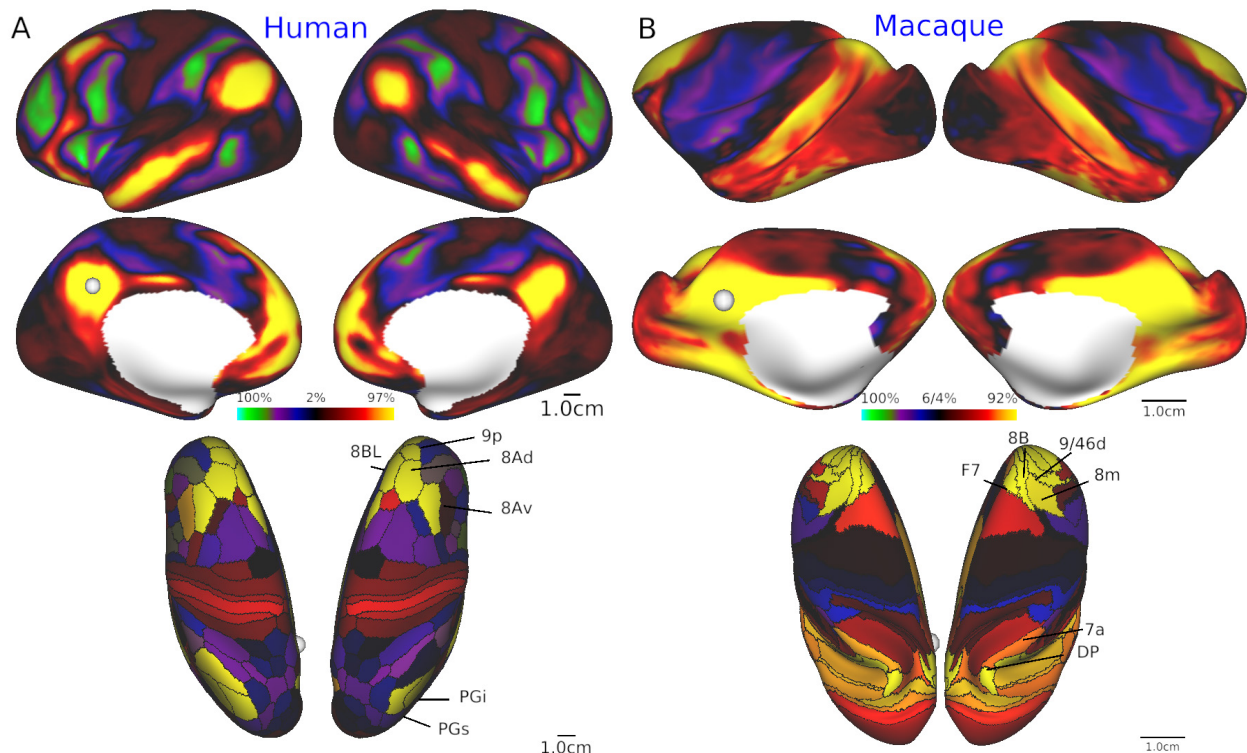 A
Human
100%
2%
97%
1.0cm
9p
8BL
8Ad
8Av
PGi
PGs
1.0cm
B
Macaque
100%
6/4%
92%
1.0cm
8B
9/46d
F7
8m
7a
DP
1.0cm